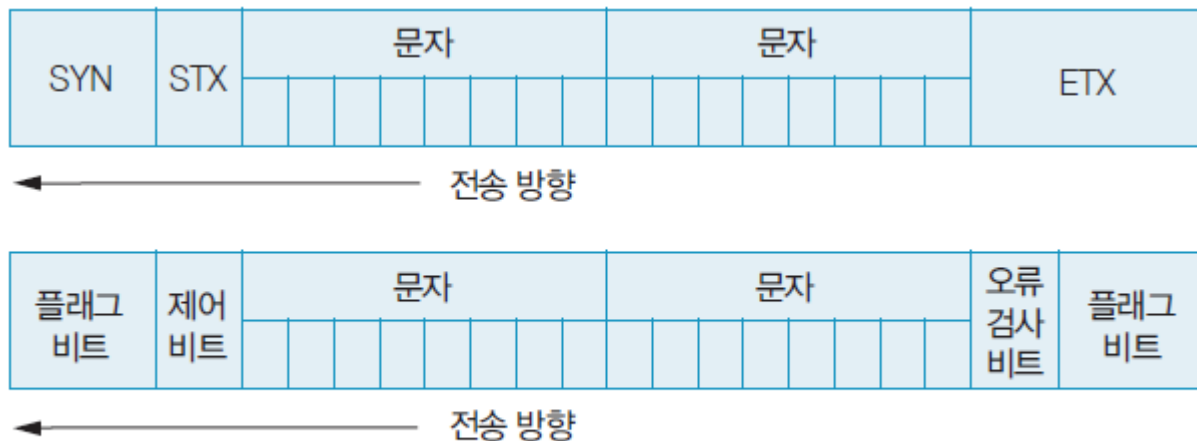 SYN STX 문자 문자 ETX
전송 방향
플래그
비트
제어
비트
문자 문자
오류
검사
비트
플래그
비트
전송 방향